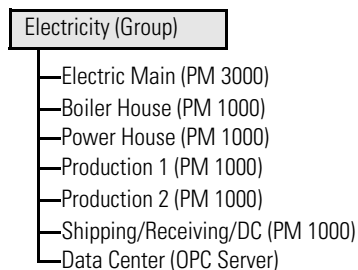 Electricity (Group)
Electric Main (PM 3000)
Boiler House (PM 1000)
Power House (PM 1000)
Production 1 (PM 1000)
Production 2 (PM 1000)
Shipping/Receiving/DC (PM 1000)
Data Center (OPC Server)